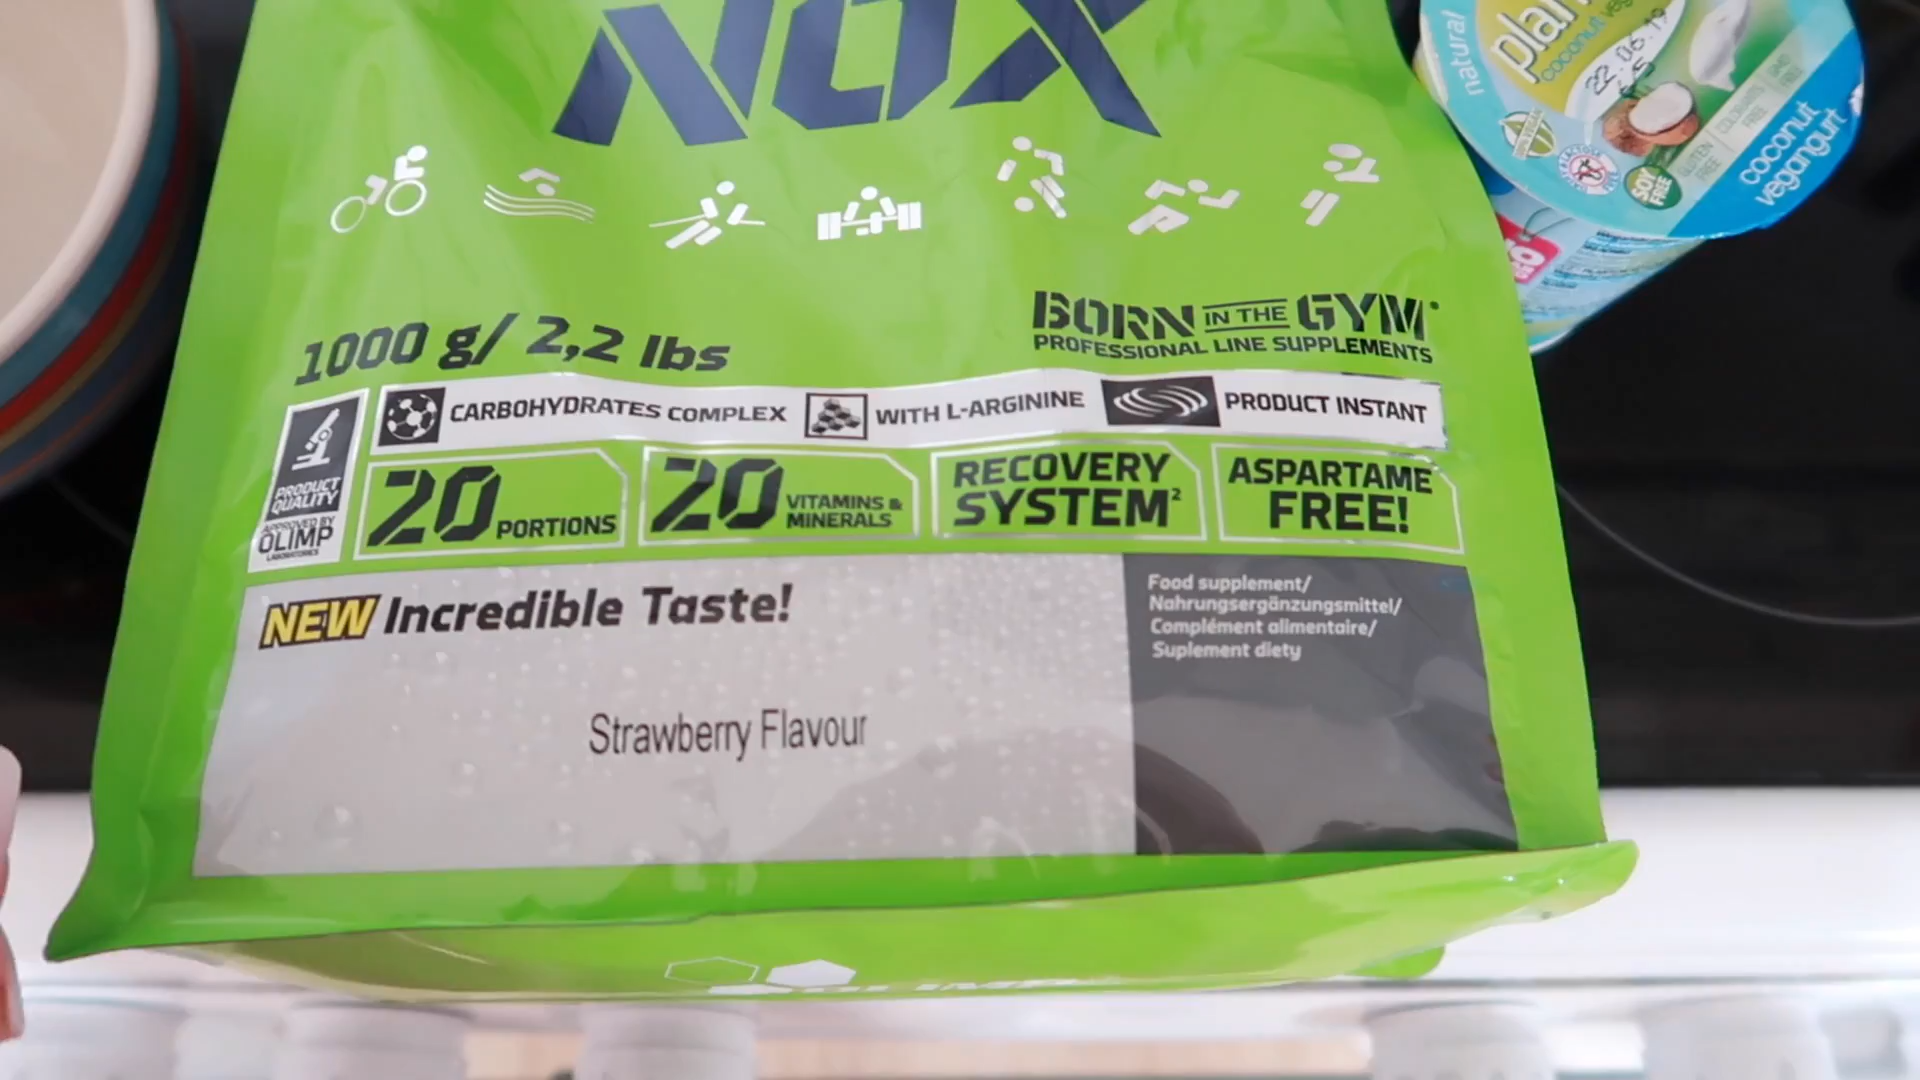 NOX
1000 g/ 2,2 lbs
BORN IN THE GYM
PROFESSIONAL LINE SUPPLEMENTS
CARBOHYDRATES COMPLEX
WITH L-ARGININE
PRODUCT INSTANT
PRODUCT
QUALITY
APPROVED BY
OLIMP
LABORATORIES
20 PORTIONS
20 VITAMINS &
MINERALS
RECOVERY
SYSTEM²
ASPARTAME
FREE!
NEW Incredible Taste!
Strawberry Flavour
Food supplement/
Nahrungsergänzungsmittel/
Complément alimentaire/
Suplement diety
natural
coconut
22.06.19
SOY
FREE
GLUTEN
FREE
COLOURANTS
FREE
coconut
vegangurt